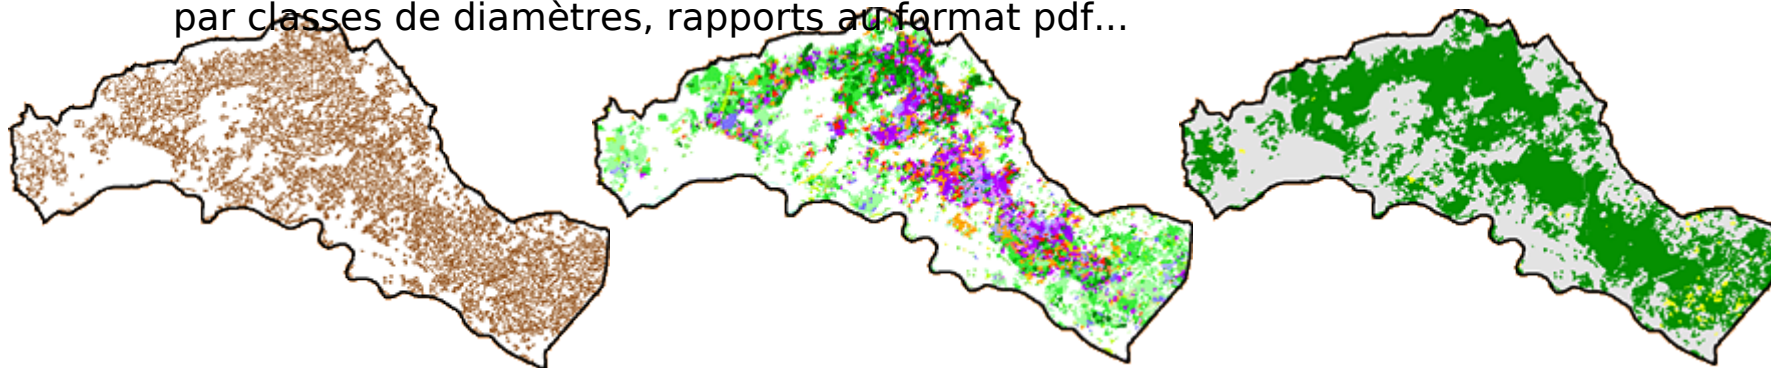 par classes de diamètres, rapports au format pdf...